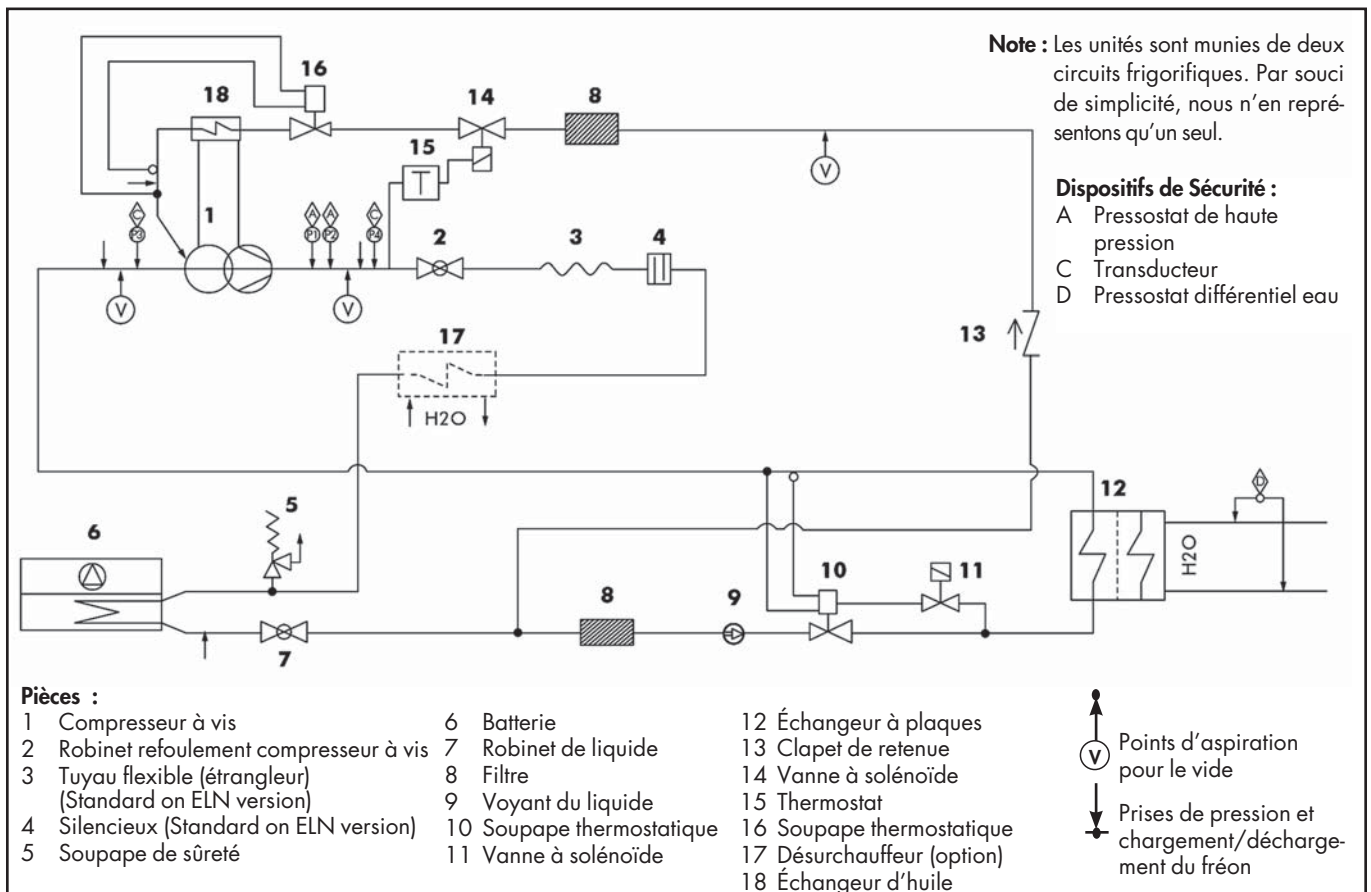 Note : Les unités sont munies de deux
circuits frigorifiques. Par souci
de simplicité, nous n'en repré-
sentons qu'un seul.
Dispositifs de Sécurité :
A Pressostat de haute
pression
C Transducteur
D Pressostat différentiel eau
16
18
14
8
15
T
V
C
P3
1
A
P1
A
P2
C
P4
2
3
4
V
V
13
17
H2O
12
D
H2O
5
6
10
11
8
9
7
Pièces :
1 Compresseur à vis
2 Robinet refoulement compresseur à vis
3 Tuyau flexible (étrangleur)
(Standard on ELN version)
4 Silencieux (Standard on ELN version)
5 Soupape de sûreté
6 Batterie
7 Robinet de liquide
8 Filtre
9 Voyant du liquide
10 Soupape thermostatique
11 Vanne à solénoïde
12 Échangeur à plaques
13 Clapet de retenue
14 Vanne à solénoïde
15 Thermostat
16 Soupape thermostatique
17 Désurchauffeur (option)
18 Échangeur d'huile
V
Points d'aspiration
pour le vide
Prises de pression et
chargement/décharge-
ment du fréon